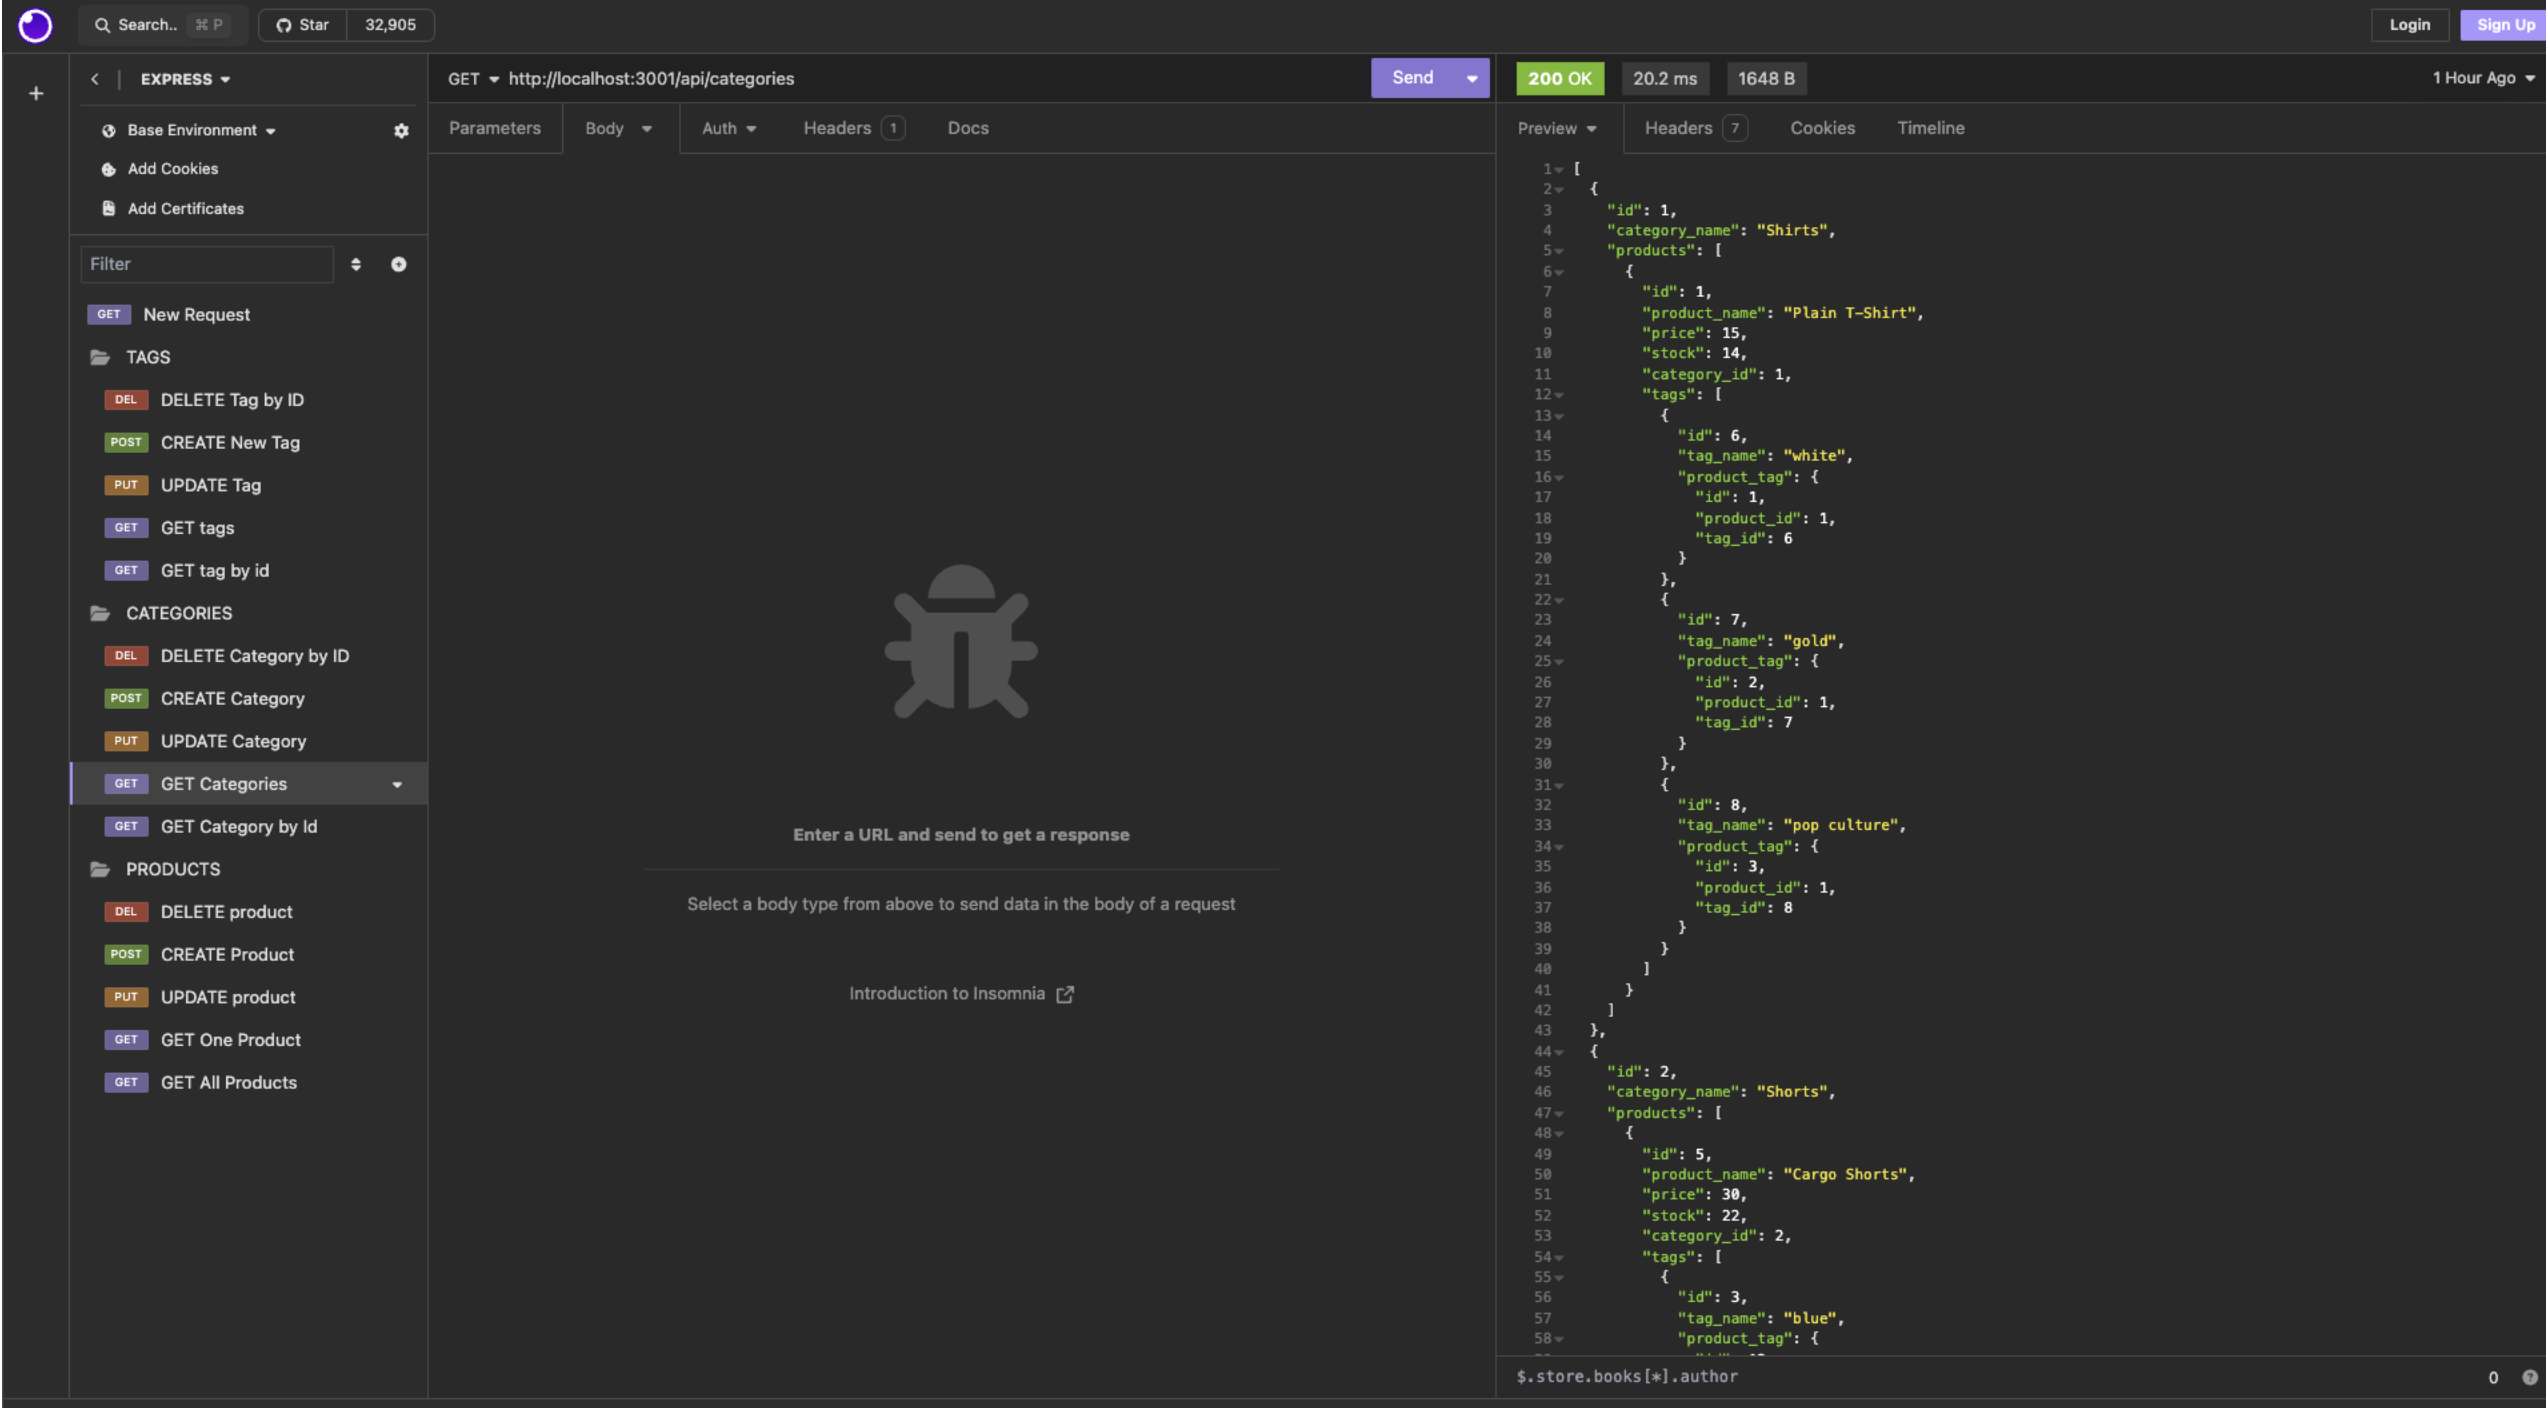 Search.. ⌘ P Star 32,905 Login Sign Up
EXPRESS
Base Environment
Add Cookies
Add Certificates
Filter
GET New Request
TAGS
DEL DELETE Tag by ID
POST CREATE New Tag
PUT UPDATE Tag
GET GET tags
GET GET tag by id
CATEGORIES
DEL DELETE Category by ID
POST CREATE Category
PUT UPDATE Category
GET GET Categories
GET GET Category by Id
PRODUCTS
DEL DELETE product
POST CREATE Product
PUT UPDATE product
GET GET One Product
GET GET All Products
GET http://localhost:3001/api/categories Send
Parameters Body Auth Headers 1 Docs
Enter a URL and send to get a response
Select a body type from above to send data in the body of a request
Introduction to Insomnia
200 OK 20.2 ms 1648 B 1 Hour Ago
Preview Headers 7 Cookies Timeline
1 [
2 {
3 "id": 1,
4 "category_name": "Shirts",
5 "products": [
6 {
7 "id": 1,
8 "product_name": "Plain T-Shirt",
9 "price": 15,
10 "stock": 14,
11 "category_id": 1,
12 "tags": [
13 {
14 "id": 6,
15 "tag_name": "white",
16 "product_tag": {
17 "id": 1,
18 "product_id": 1,
19 "tag_id": 6
20 }
21 },
22 {
23 "id": 7,
24 "tag_name": "gold",
25 "product_tag": {
26 "id": 2,
27 "product_id": 1,
28 "tag_id": 7
29 }
30 },
31 {
32 "id": 8,
33 "tag_name": "pop culture",
34 "product_tag": {
35 "id": 3,
36 "product_id": 1,
37 "tag_id": 8
38 }
39 }
40 ]
41 }
42 ]
43 },
44 {
45 "id": 2,
46 "category_name": "Shorts",
47 "products": [
48 {
49 "id": 5,
50 "product_name": "Cargo Shorts",
51 "price": 30,
52 "stock": 22,
53 "category_id": 2,
54 "tags": [
55 {
56 "id": 3,
57 "tag_name": "blue",
58 "product_tag": {
$.store.books[*].author 0